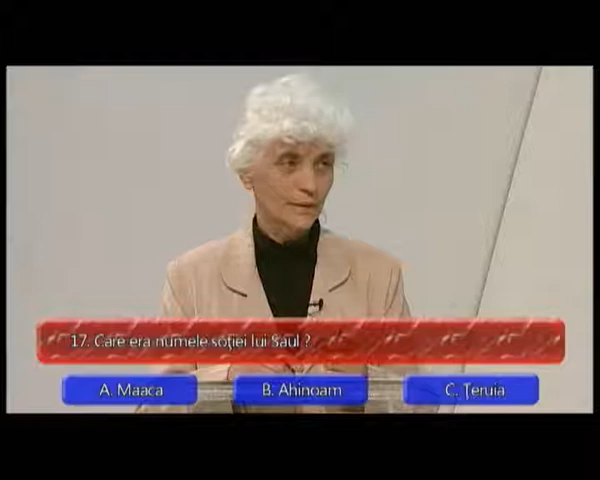 17. Care era numele soţiei lui Saul ?
A. Maaca
B. Ahinoam
C. Ţeruia